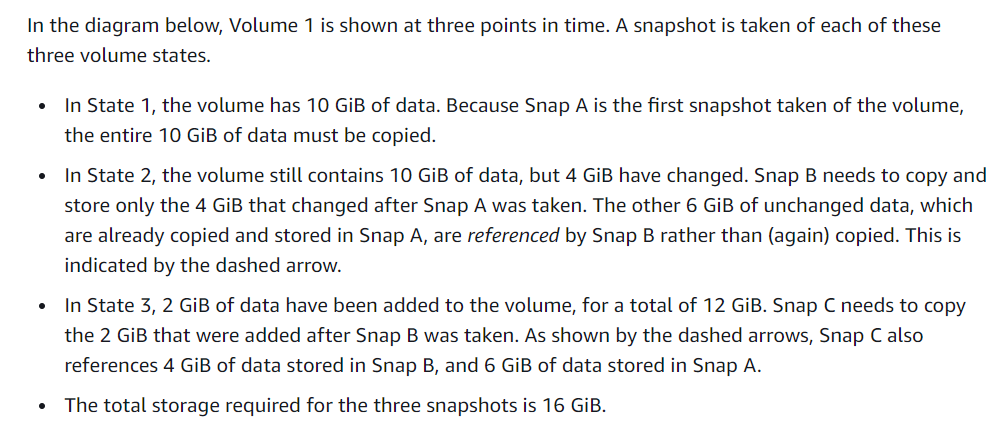 In the diagram below, Volume 1 is shown at three points in time. A snapshot is taken of each of these
three volume states.
• In State 1, the volume has 10 GiB of data. Because Snap A is the first snapshot taken of the volume,
the entire 10 GiB of data must be copied.
• In State 2, the volume still contains 10 GiB of data, but 4 GiB have changed. Snap B needs to copy and
store only the 4 GiB that changed after Snap A was taken. The other 6 GiB of unchanged data, which
are already copied and stored in Snap A, are referenced by Snap B rather than (again) copied. This is
indicated by the dashed arrow.
• In State 3, 2 GiB of data have been added to the volume, for a total of 12 GiB. Snap C needs to copy
the 2 GiB that were added after Snap B was taken. As shown by the dashed arrows, Snap C also
references 4 GiB of data stored in Snap B, and 6 GiB of data stored in Snap A.
• The total storage required for the three snapshots is 16 GiB.